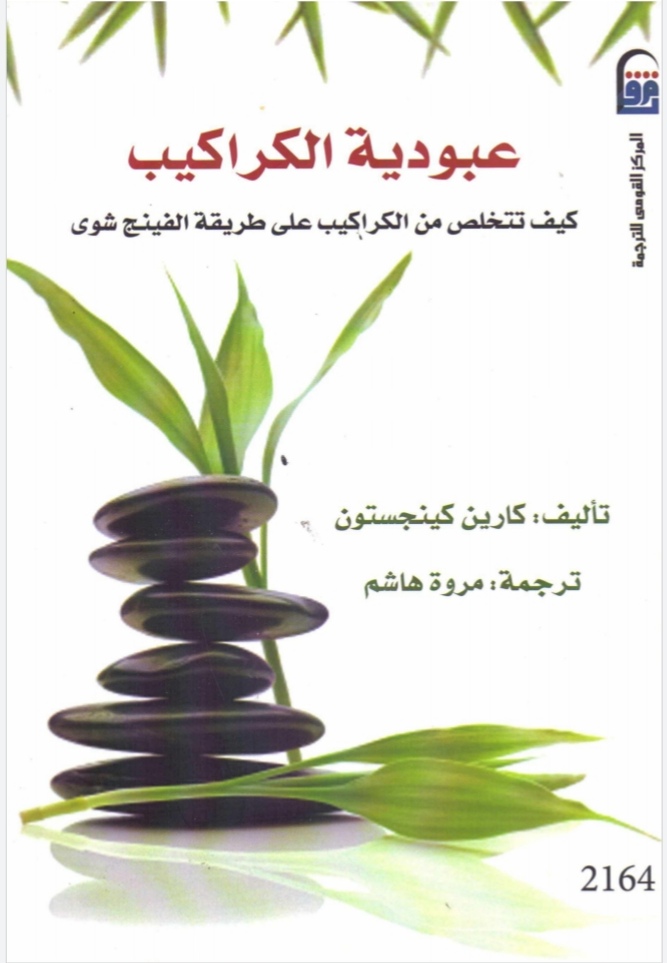 عبودية الكراكيب
كيف تتخلص من الكراكيب على طريقة الفينج شوى
المركز القومى للترجمة
تأليف: كارين كينجستون
ترجمة: مروة هاشم
2164